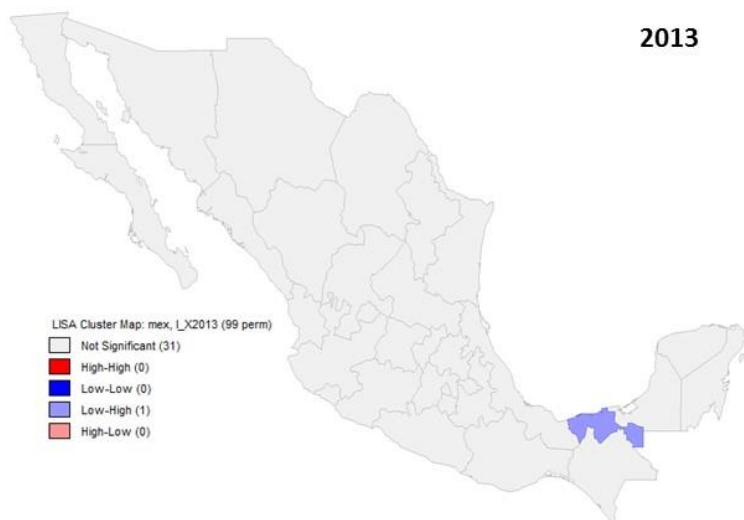 2013
LISA Cluster Map: mex, I_X2013 (99 perm)
Not Significant (31)
High-High (0)
Low-Low (0)
Low-High (1)
High-Low (0)